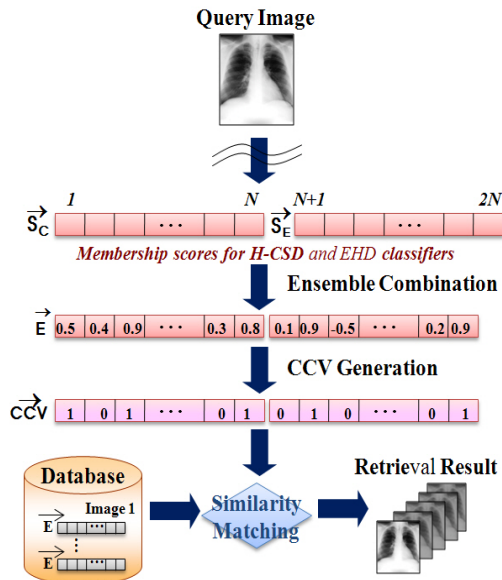 Query Image
1 N N+1 2N
S_C ... S_E ...
Membership scores for H-CSD and EHD classifiers
Ensemble Combination
E 0.5 0.4 0.9 ... 0.3 0.8 0.1 0.9 -0.5 ... 0.2 0.9
CCV Generation
CCV 1 0 1 ... 0 1 0 1 0 ... 0 1
Database
Retrieval Result
Image 1
E ...
Similarity
Matching
E ...